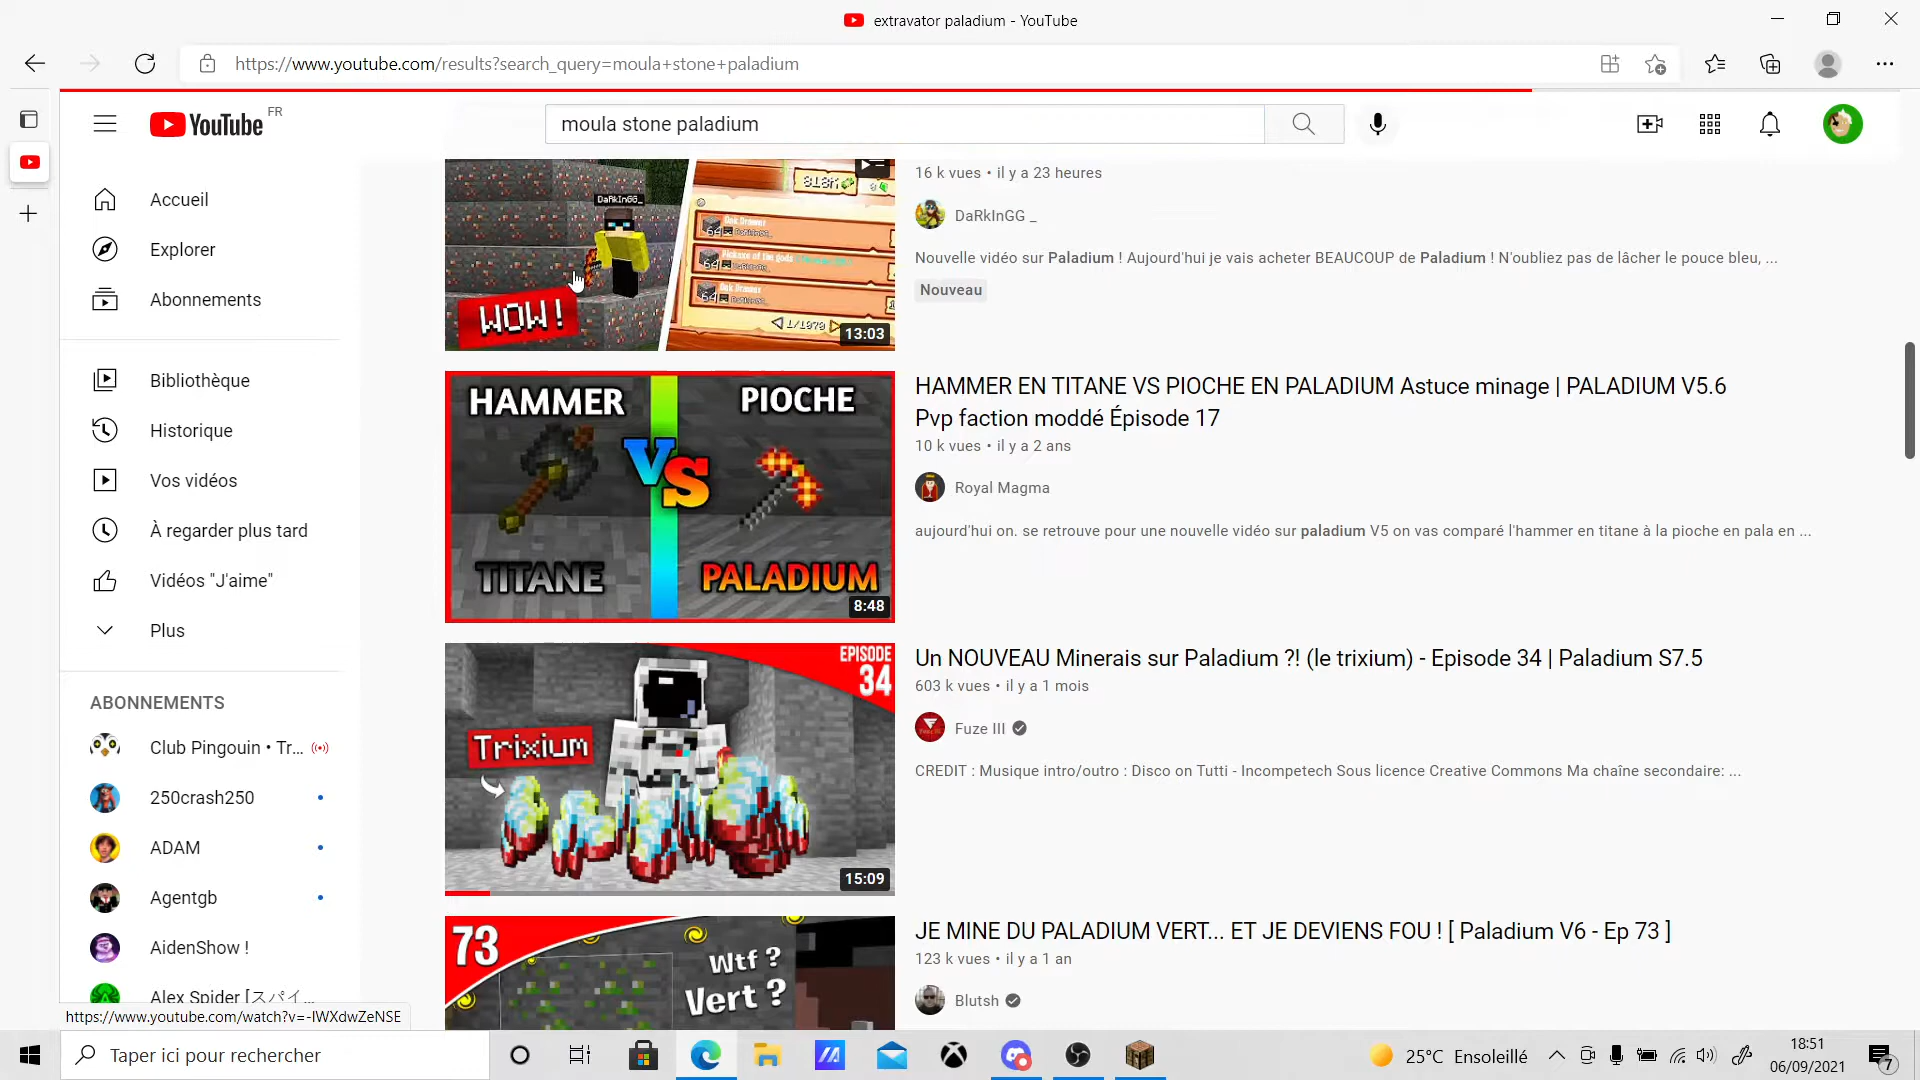 extravator paladium - YouTube
https://www.youtube.com/results?search_query=moula+stone+paladium
YouTube FR
moula stone paladium
Accueil
Explorer
Abonnements
Bibliothèque
Historique
Vos vidéos
À regarder plus tard
Vidéos "J'aime"
Plus
ABONNEMENTS
Club Pingouin • Tr...
250crash250
ADAM
Agentgb
AidenShow !
Alex Spider [スパイ...
https://www.youtube.com/watch?v=-IWXdwZeNSE
DaRkInGG_
WOW !
1/1979
13:03
16 k vues • il y a 23 heures
DaRkInGG _
Nouvelle vidéo sur Paladium ! Aujourd'hui je vais acheter BEAUCOUP de Paladium ! N'oubliez pas de lâcher le pouce bleu, ...
Nouveau
HAMMER
PIOCHE
VS
TITANE
PALADIUM
8:48
HAMMER EN TITANE VS PIOCHE EN PALADIUM Astuce minage | PALADIUM V5.6
Pvp faction moddé Épisode 17
10 k vues • il y a 2 ans
Royal Magma
aujourd'hui on. se retrouve pour une nouvelle vidéo sur paladium V5 on vas comparé l'hammer en titane à la pioche en pala en ...
EPISODE
34
Trixium
15:09
Un NOUVEAU Minerais sur Paladium ?! (le trixium) - Episode 34 | Paladium S7.5
603 k vues • il y a 1 mois
Fuze III
CREDIT : Musique intro/outro : Disco on Tutti - Incompetech Sous licence Creative Commons Ma chaîne secondaire: ...
73
Wtf ?
Vert ?
JE MINE DU PALADIUM VERT... ET JE DEVIENS FOU ! [ Paladium V6 - Ep 73 ]
123 k vues • il y a 1 an
Blutsh
Taper ici pour rechercher
25°C Ensoleillé
18:51
06/09/2021
7